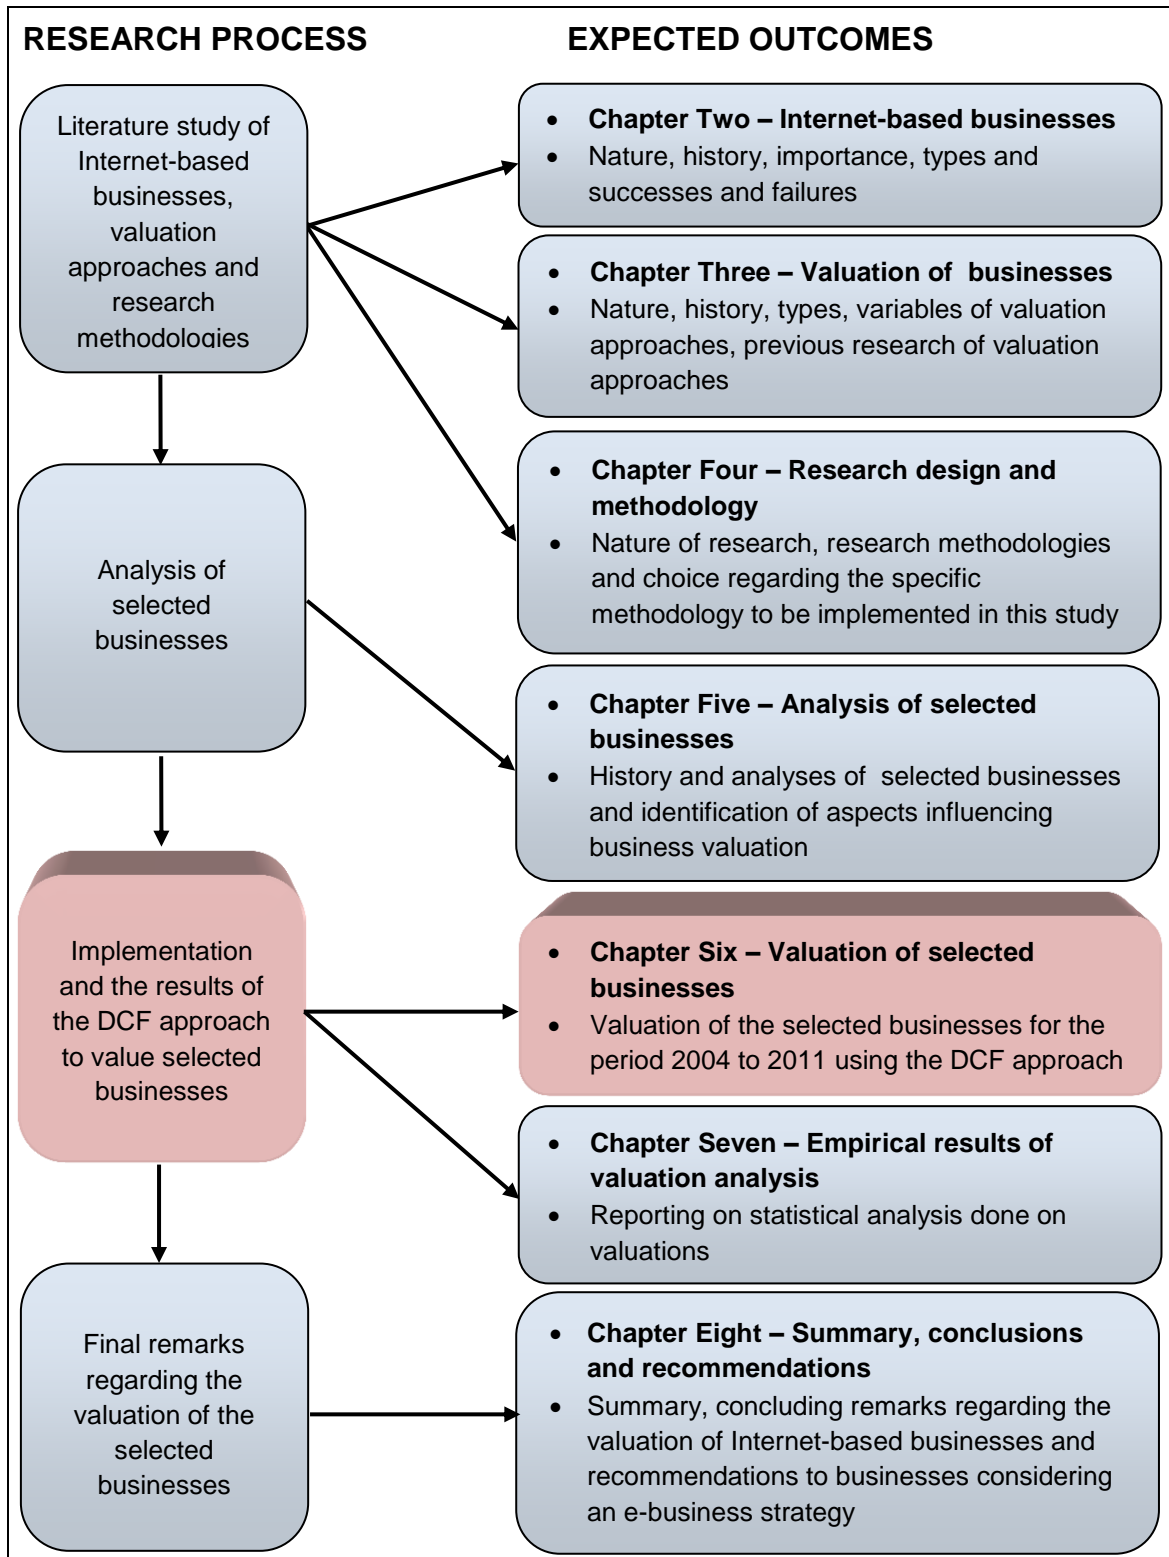 RESEARCH PROCESS
EXPECTED OUTCOMES
Literature study of
Internet-based
businesses,
valuation
approaches and
research
methodologies
• Chapter Two – Internet-based businesses
• Nature, history, importance, types and
successes and failures
• Chapter Three – Valuation of  businesses
• Nature, history, types, variables of valuation
approaches, previous research of valuation
approaches
• Chapter Four – Research design and
methodology
• Nature of research, research methodologies
and choice regarding the specific
methodology to be implemented in this study
Analysis of
selected
businesses
• Chapter Five – Analysis of selected
businesses
• History and analyses of  selected businesses
and identification of aspects influencing
business valuation
Implementation
and the results of
the DCF approach
to value selected
businesses
• Chapter Six – Valuation of selected
businesses
• Valuation of the selected businesses for the
period 2004 to 2011 using the DCF approach
• Chapter Seven – Empirical results of
valuation analysis
• Reporting on statistical analysis done on
valuations
Final remarks
regarding the
valuation of the
selected
businesses
• Chapter Eight – Summary, conclusions
and recommendations
• Summary, concluding remarks regarding the
valuation of Internet-based businesses and
recommendations to businesses considering
an e-business strategy